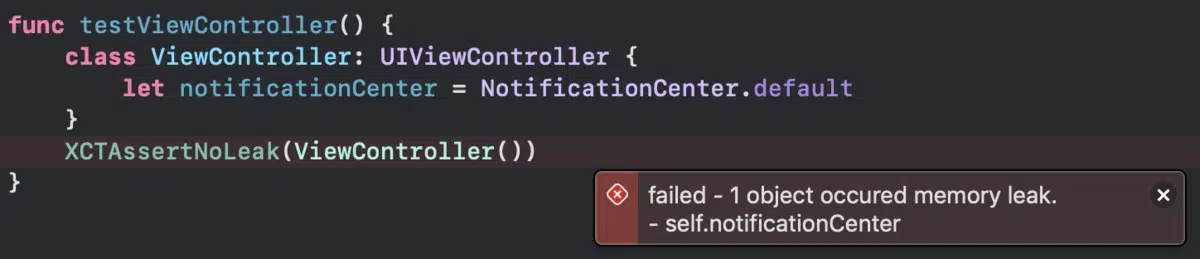 func testViewController() {
    class ViewController: UIViewController {
        let notificationCenter = NotificationCenter.default
    }
    XCTAssertNoLeak(ViewController())
}
failed - 1 object occured memory leak.
- self.notificationCenter